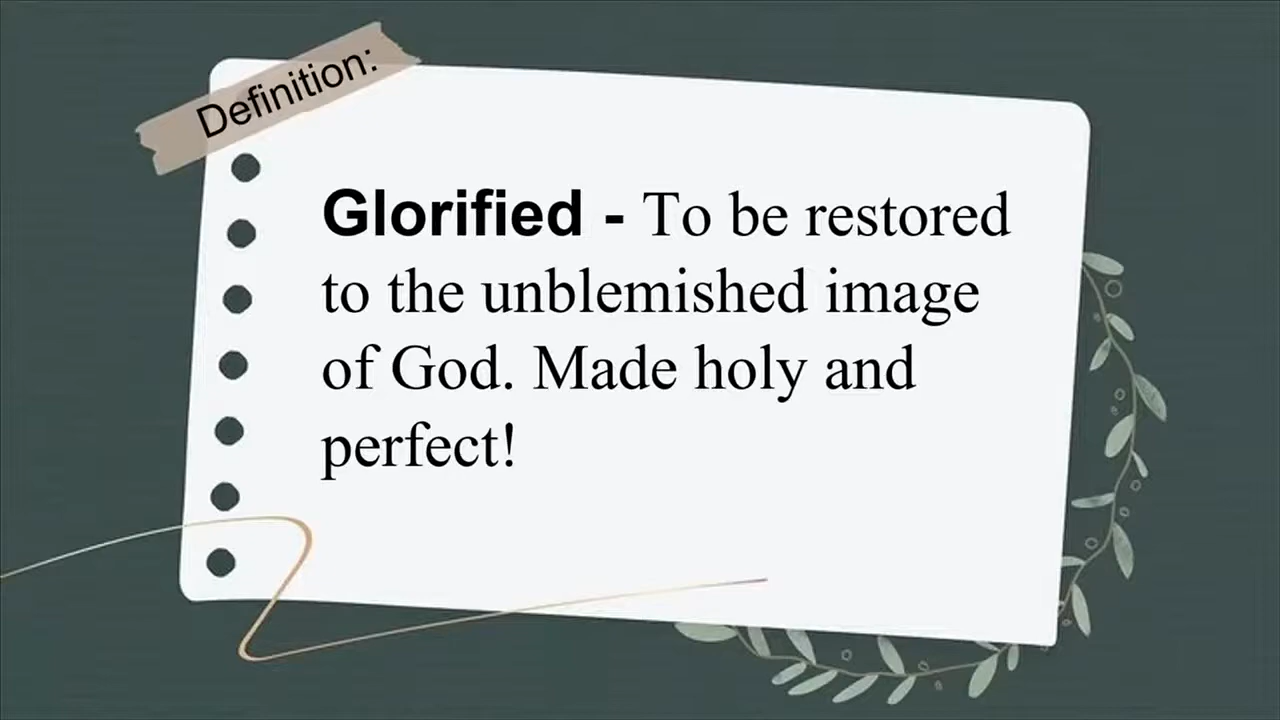 Definition:
Glorified - To be restored
to the unblemished image
of God. Made holy and
perfect!